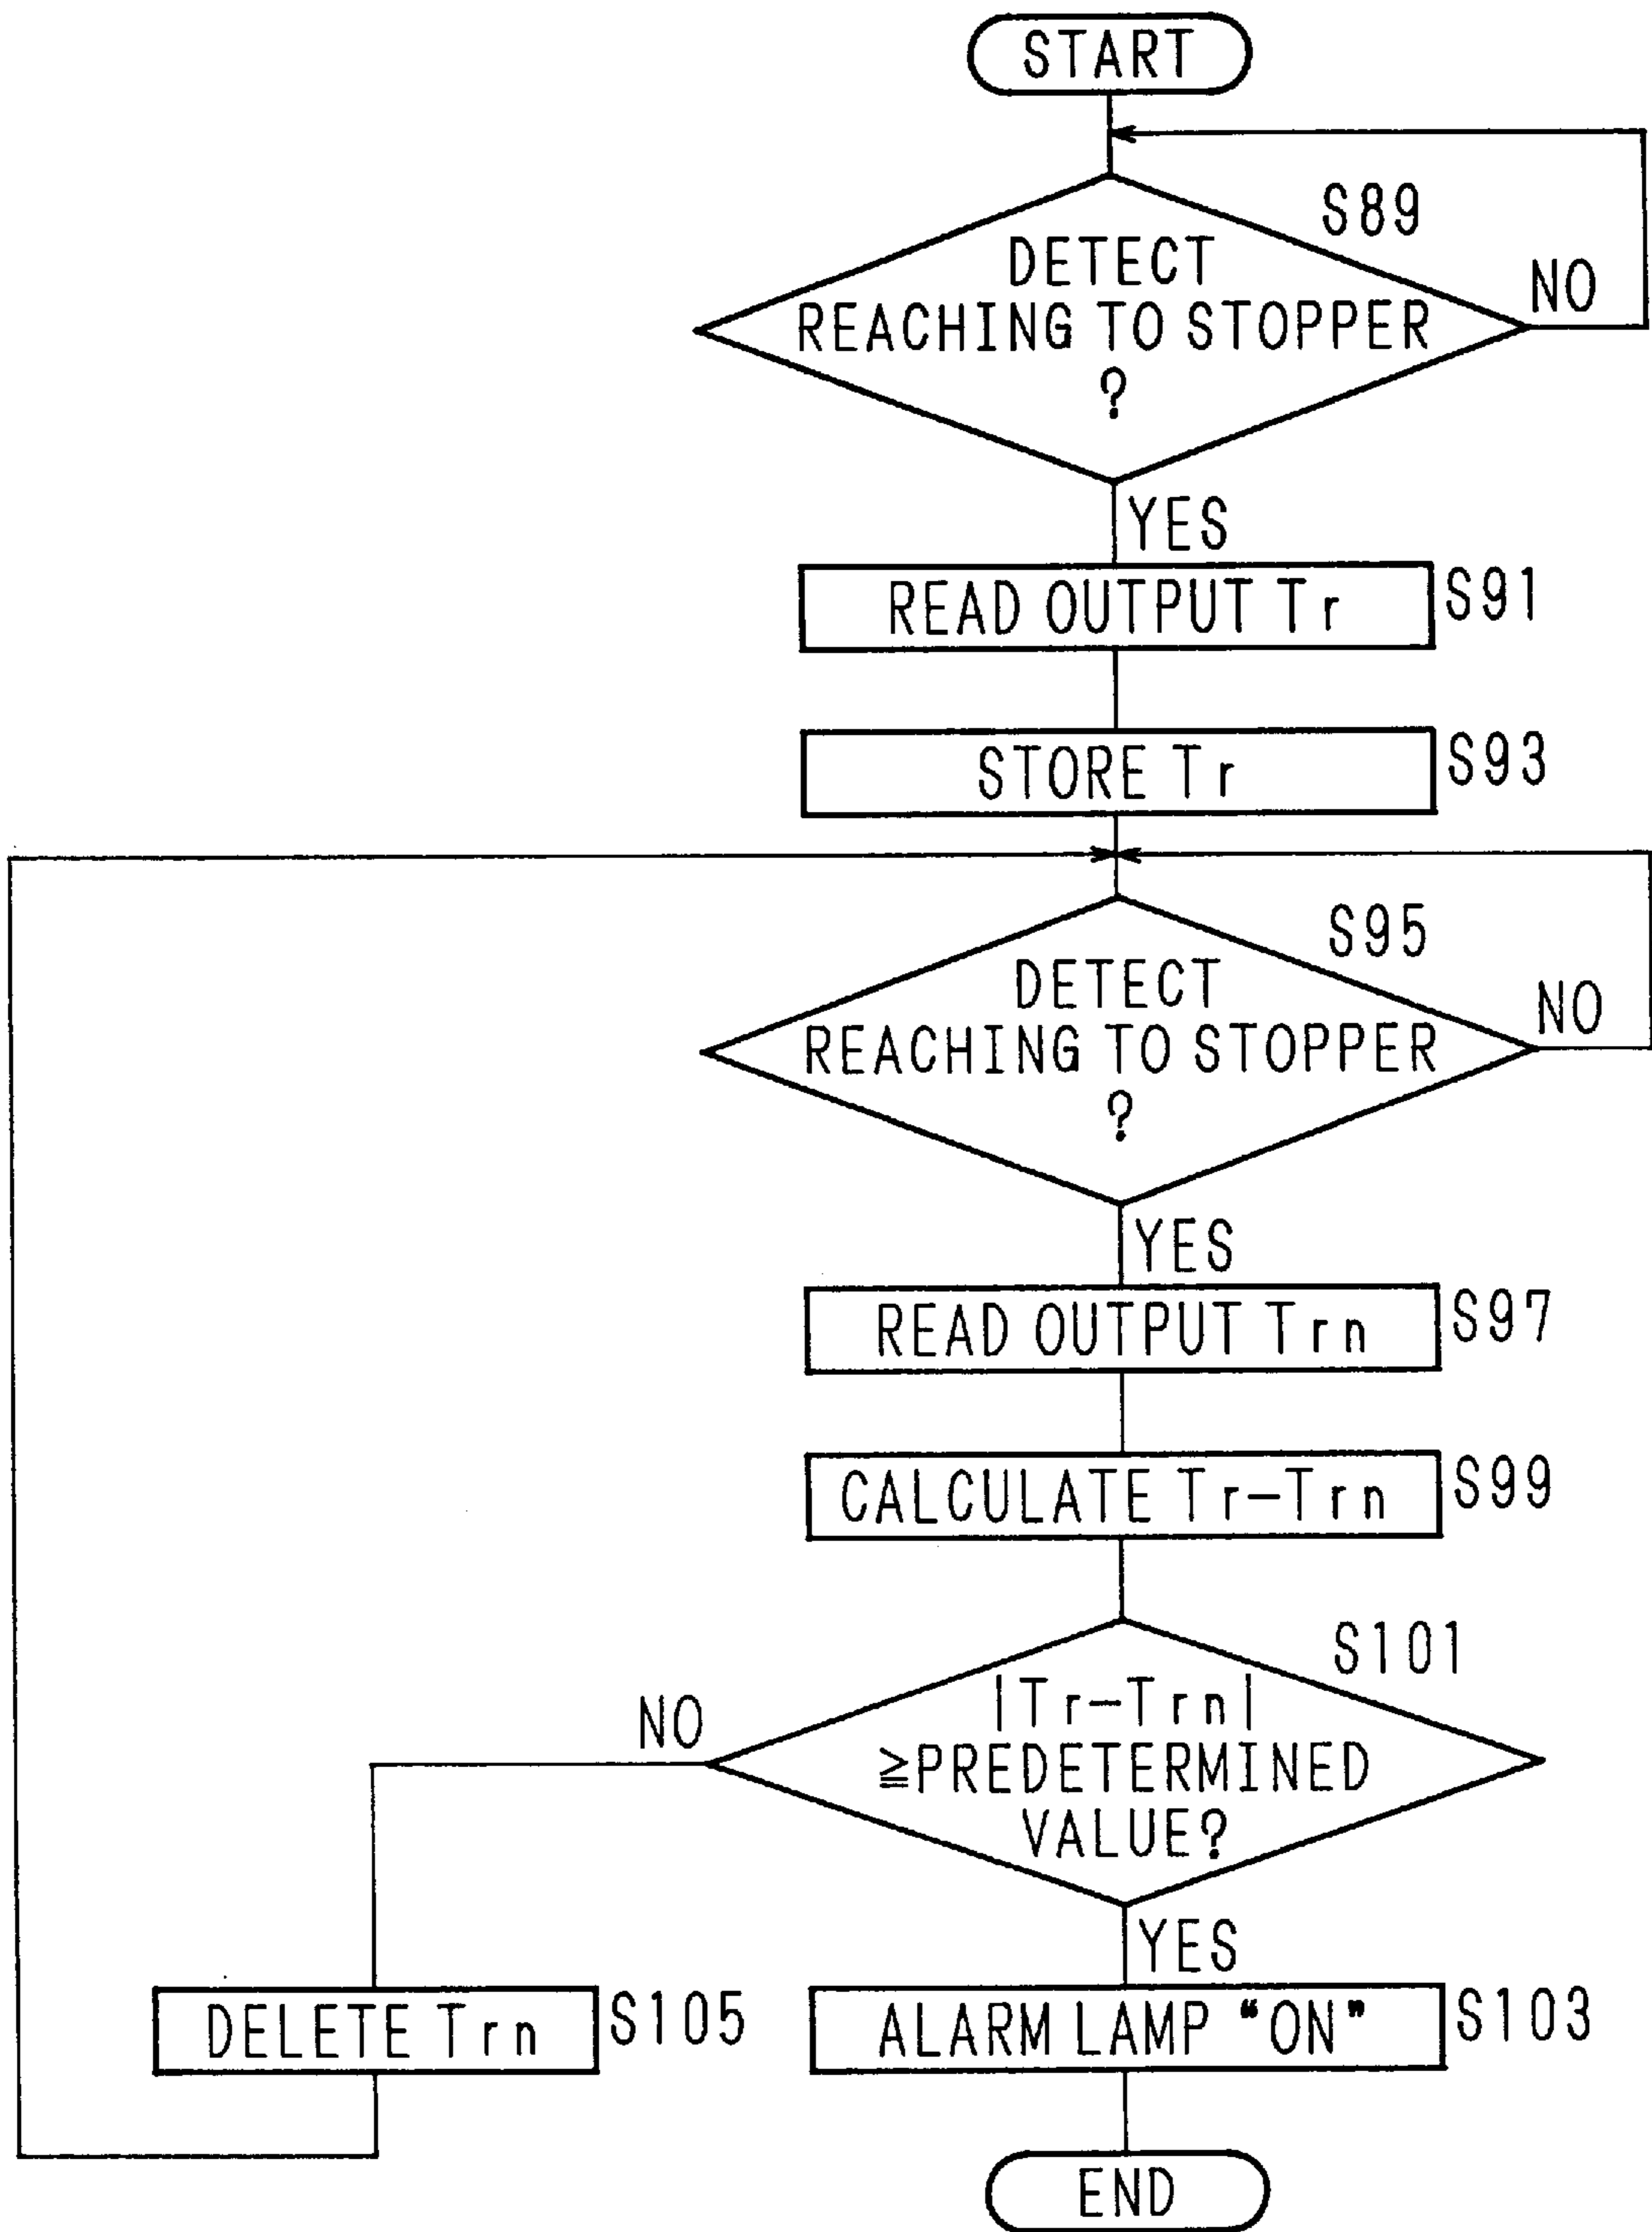 START
S89
DETECT
REACHING TO STOPPER
?
NO
YES
READ OUTPUT Tr
S91
STORE Tr
S93
S95
DETECT
REACHING TO STOPPER
?
NO
YES
READ OUTPUT Trn
S97
CALCULATE Tr-Trn
S99
S101
|Tr-Trn|
≧PREDETERMINED
VALUE?
NO
YES
DELETE Trn
S105
ALARM LAMP “ON”
S103
END